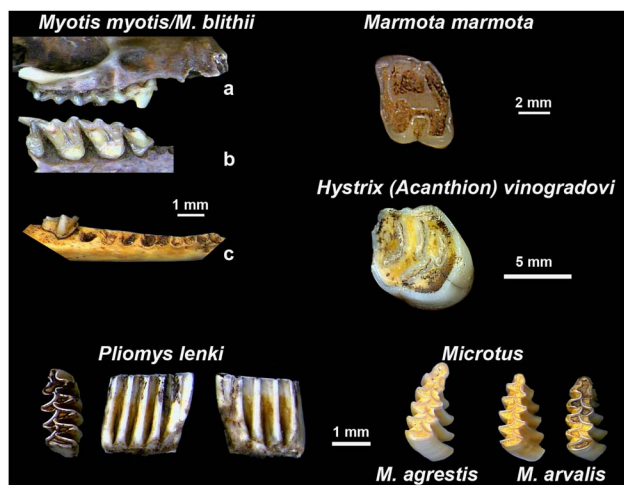 Myotis myotis/M. blithii
Marmota marmota
a
2 mm
b
Hystrix (Acanthion) vinogradovi
1 mm
c
5 mm
Pliomys lenki
Microtus
1 mm
M. agrestis
M. arvalis